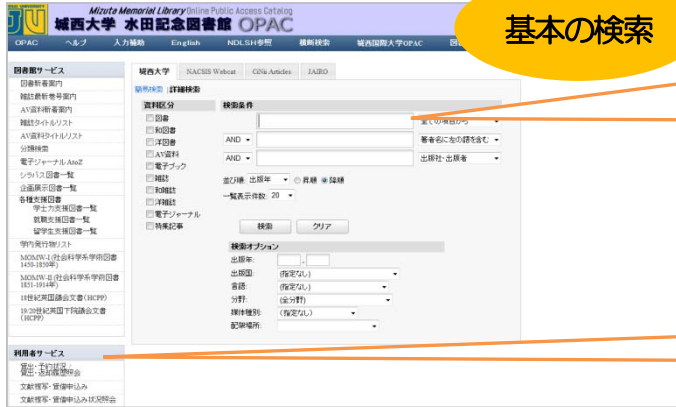 Mizuta Memorial Library Online Public Access Catalog
城西大学 水田記念図書館 OPAC
基本の検索
OPAC ヘルプ 入力補助 English NDLSH参照 横断検索 城西国際大学OPAC
図書館サービス
図書新着案内
雑誌最新巻号案内
AV資料新着案内
雑誌タイトルリスト
AV資料タイトルリスト
分類検索
電子ジャーナル AtoZ
シラバス図書一覧
企画展示図書一覧
各種支援図書
学士力支援図書一覧
就職支援図書一覧
留学生支援図書一覧
学内発行物リスト
MOMW-I (社会科学系学術図書 1450-1850年)
MOMW-II (社会科学系学術図書 1851-1914年)
18世紀英国議会文書(HCPP)
19/20世紀英国下院議会文書 (HCPP)
利用者サービス
貸出・予約状況/
貸出・返却履歴照会
文献複写・貸借申込み
文献複写・貸借申込み状況照会
城西大学 NACSIS Webcat CiNii Articles JAIRO
簡易検索 | 詳細検索
資料区分 検索条件
図書
和図書
洋図書
AV資料
電子ブック
雑誌
和雑誌
洋雑誌
電子ジャーナル
特集記事
全ての項目から
AND 著者名に左の語を含む
AND 出版社・出版者
並び順: 出版年 昇順 降順
一覧表示件数: 20
検索 クリア
検索オプション
出版年: -
出版国: (指定なし)
言語: (指定なし)
分野: (全分野)
媒体種別: (指定なし)
配架場所: